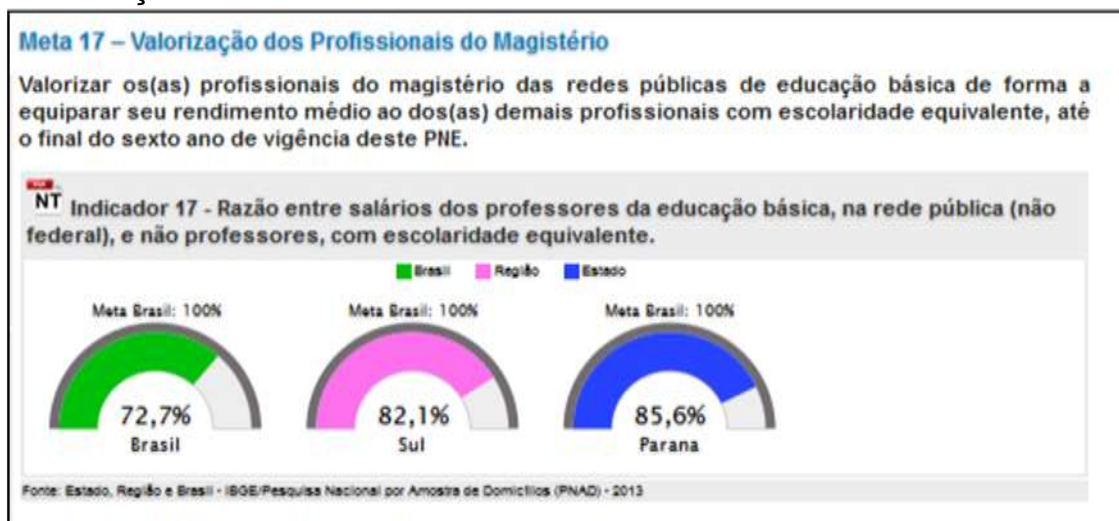 Meta 17 – Valorização dos Profissionais do Magistério
Valorizar os(as) profissionais do magistério das redes públicas de educação básica de forma a
equiparar seu rendimento médio ao dos(as) demais profissionais com escolaridade equivalente, até
o final do sexto ano de vigência deste PNE.
NT Indicador 17 - Razão entre salários dos professores da educação básica, na rede pública (não
federal), e não professores, com escolaridade equivalente.
Brasil Região Estado
Meta Brasil: 100% Meta Brasil: 100% Meta Brasil: 100%
72,7% 82,1% 85,6%
Brasil Sul Parana
Fonte: Estado, Região e Brasil - IBGE/Pesquisa Nacional por Amostra de Domicílios (PNAD) - 2013